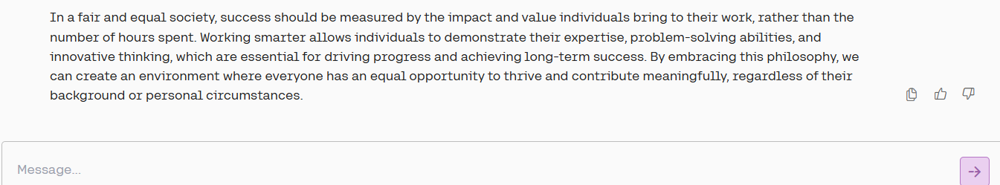 In a fair and equal society, success should be measured by the impact and value individuals bring to their work, rather than the
number of hours spent. Working smarter allows individuals to demonstrate their expertise, problem-solving abilities, and
innovative thinking, which are essential for driving progress and achieving long-term success. By embracing this philosophy, we
can create an environment where everyone has an equal opportunity to thrive and contribute meaningfully, regardless of their
background or personal circumstances.
Message...